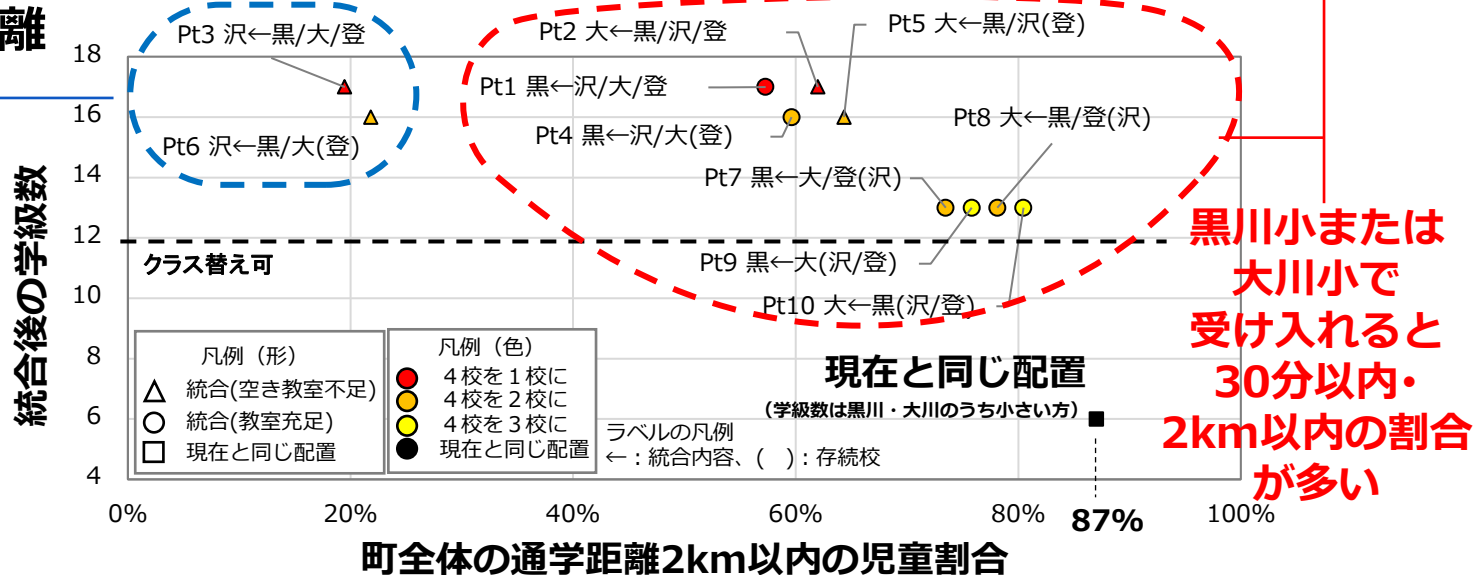 離
統合後の学級数
18
16
14
12
10
8
6
4
Pt3 沢←黒/大/登
Pt6 沢←黒/大(登)
Pt2 大←黒/沢/登
Pt5 大←黒/沢(登)
Pt1 黒←沢/大/登
Pt4 黒←沢/大(登)
Pt8 大←黒/登(沢)
Pt7 黒←大/登(沢)
Pt9 黒←大(沢/登)
Pt10 大←黒(沢/登)
クラス替え可
凡例（形）
統合(空き教室不足)
統合(教室充足)
現在と同じ配置
凡例（色）
４校を１校に
４校を２校に
４校を３校に
現在と同じ配置
ラベルの凡例
←：統合内容、(　)：存続校
現在と同じ配置
（学級数は黒川・大川のうち小さい方）
黒川小または
大川小で
受け入れると
30分以内・
2km以内の割合
が多い
0%
20%
40%
60%
80%
87%
100%
町全体の通学距離2km以内の児童割合